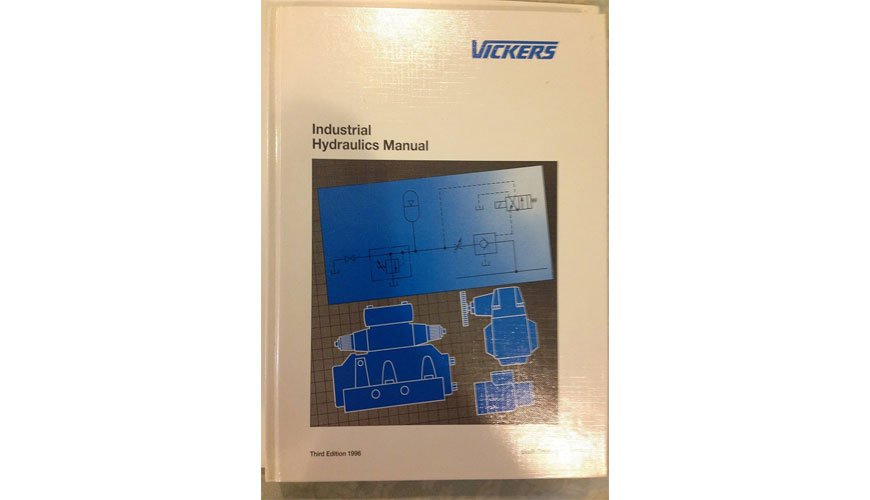 VICKERS
Industrial
Hydraulics Manual
Third Edition 1996